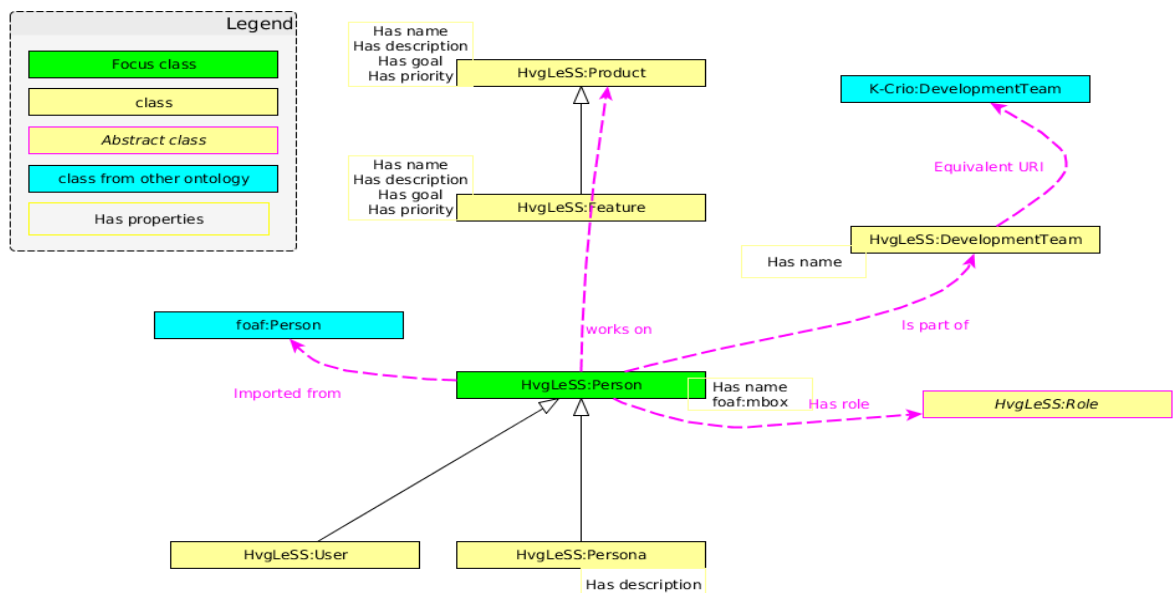 Legend
Focus class
class
Abstract class
class from other ontology
Has properties
Has name
Has description
Has goal
Has priority
HvgLeSS:Product
K-Crio:DevelopmentTeam
Equivalent URI
Has name
Has description
Has goal
Has priority
HvgLeSS:Feature
HvgLeSS:DevelopmentTeam
Has name
foaf:Person
works on
Is part of
Imported from
HvgLeSS:Person
Has name
foaf:mbox
Has role
HvgLeSS:Role
HvgLeSS:User
HvgLeSS:Persona
Has description